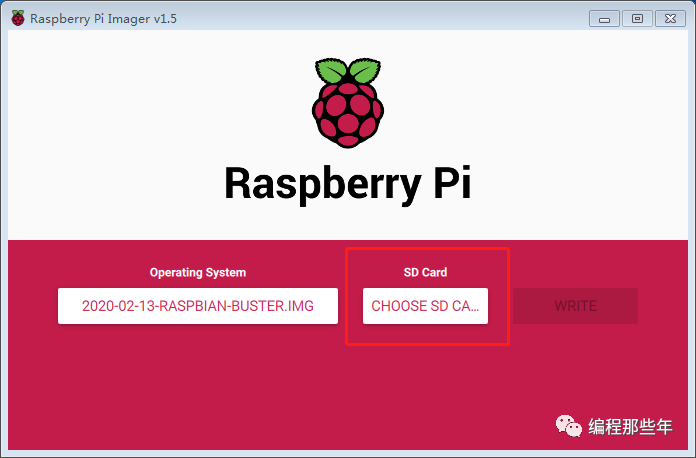 Raspberry Pi Imager v1.5
Raspberry Pi
Operating System
SD Card
2020-02-13-RASPBIAN-BUSTER.IMG
CHOOSE SD CA...
WRITE
编程那些年